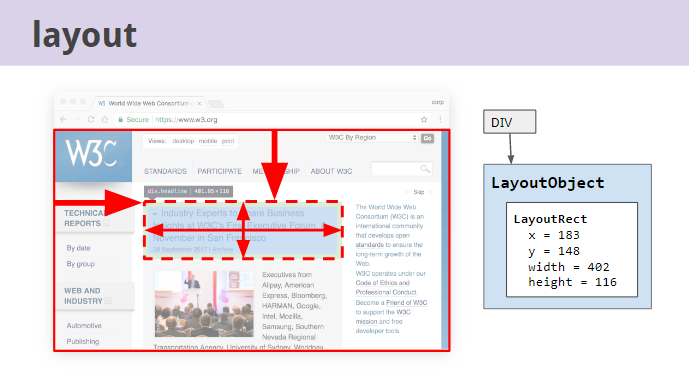 layout
World Wide Web Consortium
corp
Secure | https://www.w3.org
W3C
Views: desktop mobile print
W3C By Region
Go
STANDARDS PARTICIPATE MEMBERSHIP ABOUT W3C
div.headline | 401.95×116
Skip
TECHNICAL
REPORTS
By date
By group
WEB AND
INDUSTRY
Automotive
Publishing
Industry Experts to Share Business
Insights at W3C's First Executive Forum,
November in San Francisco
28 September 2017 | Archive
Executives from
Alipay, American
Express, Bloomberg,
HARMAN, Google,
Intel, Mozilla,
Samsung, Southern
Nevada Regional
Transportation Agency, University of Sydney, Worldpay
The World Wide Web
Consortium (W3C) is an
international community
that develops open
standards to ensure the
long-term growth of the
Web.
W3C operates under our
Code of Ethics and
Professional Conduct.
Become a Friend of W3C
to support the W3C
mission and free
developer tools.
DIV
LayoutObject
LayoutRect
x = 183
y = 148
width = 402
height = 116